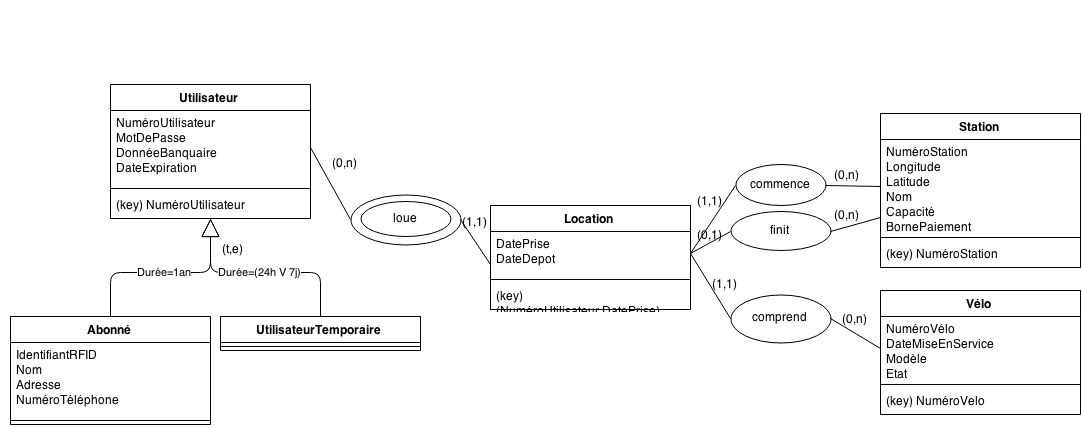 Utilisateur
NuméroUtilisateur
MotDePasse
DonnéeBanquaire
DateExpiration
(key) NuméroUtilisateur
(t,e)
Durée=1an
Durée=(24h V 7j)
Abonné
IdentifiantRFID
Nom
Adresse
NuméroTéléphone
UtilisateurTemporaire
(0,n)
loue
(1,1)
Location
DatePrise
DateDepot
(key)
(NuméroUtilisateur,DatePrise)
(1,1)
commence
(0,n)
(0,1)
finit
(0,n)
(1,1)
comprend
(0,n)
Station
NuméroStation
Longitude
Latitude
Nom
Capacité
BornePaiement
(key) NuméroStation
Vélo
NuméroVélo
DateMiseEnService
Modèle
Etat
(key) NuméroVelo